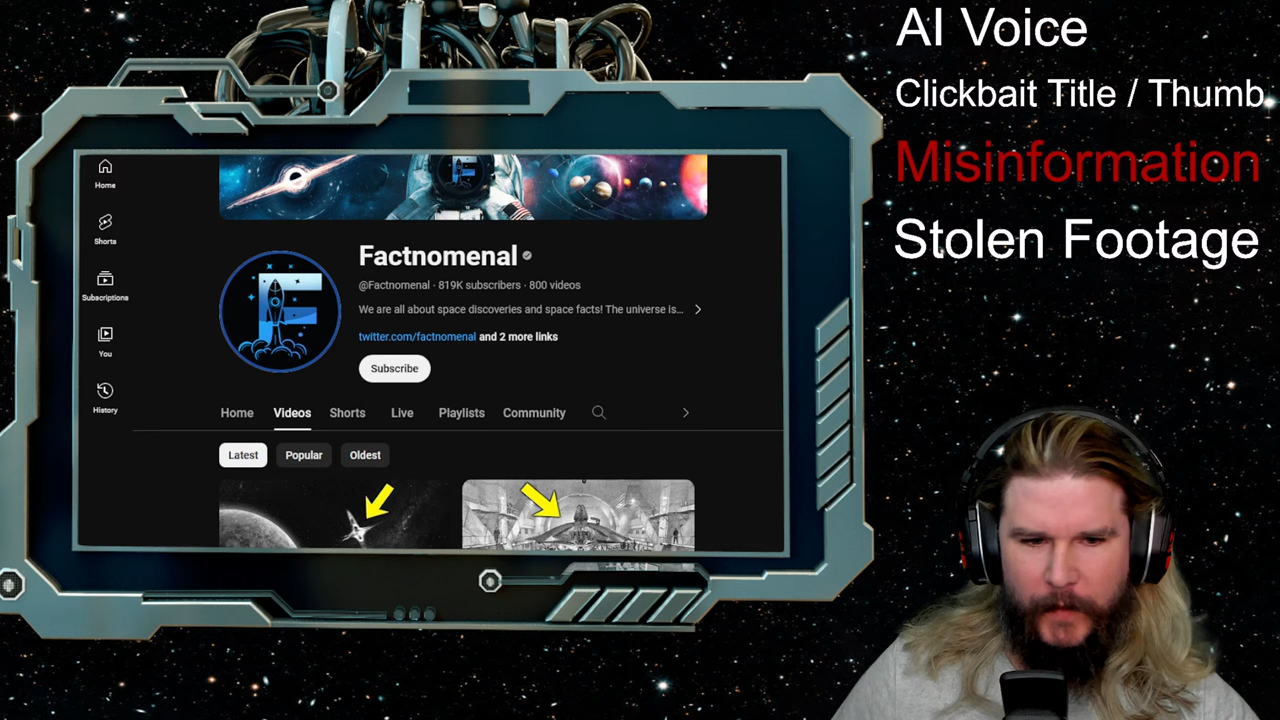 AI Voice
Clickbait Title / Thumb
Misinformation
Stolen Footage
Home
Shorts
Subscriptions
You
History
Factnomenal
@Factnomenal · 819K subscribers · 800 videos
We are all about space discoveries and space facts! The universe is...
twitter.com/factnomenal and 2 more links
Subscribe
Home Videos Shorts Live Playlists Community
Latest Popular Oldest